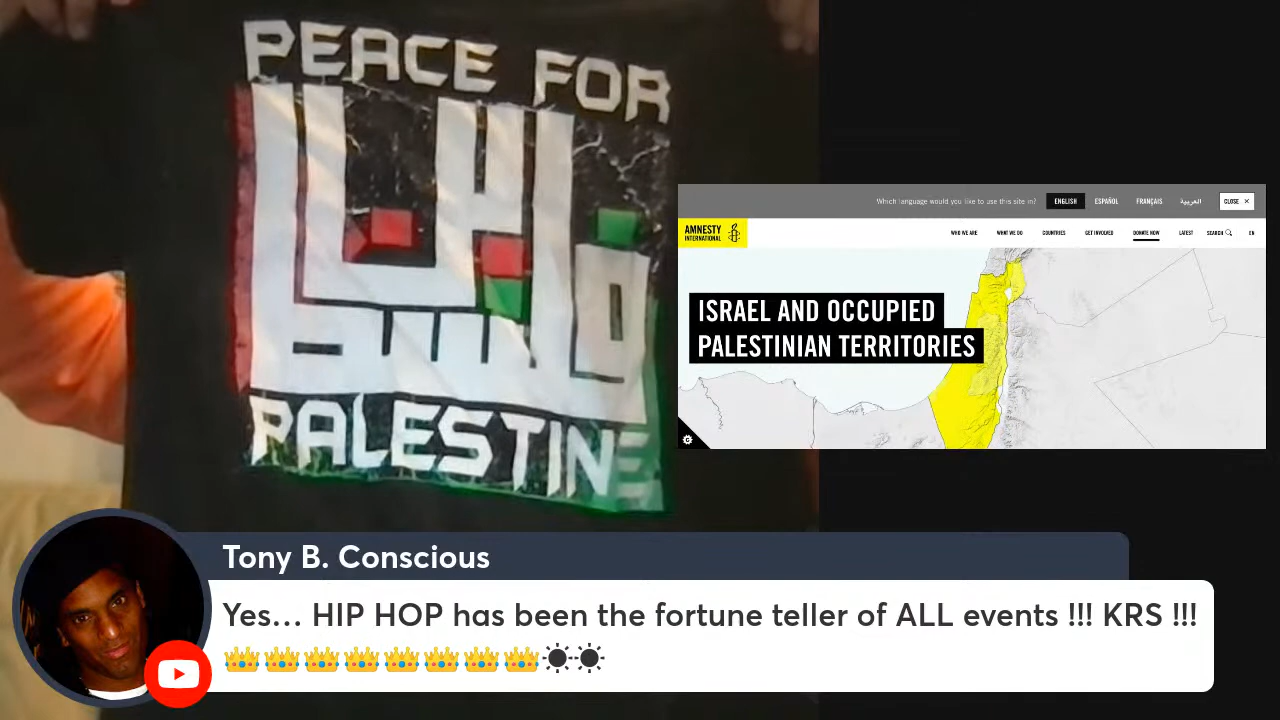 PEACE FOR
فلسطين
PALESTINE
Which language would you like to use this site in?
ENGLISH
ESPAÑOL
FRANÇAIS
العربية
CLOSE ×
AMNESTY
INTERNATIONAL
WHO WE ARE
WHAT WE DO
COUNTRIES
GET INVOLVED
DONATE NOW
LATEST
SEARCH
EN
ISRAEL AND OCCUPIED
PALESTINIAN TERRITORIES
Tony B. Conscious
Yes... HIP HOP has been the fortune teller of ALL events !!! KRS !!!
👑👑👑👑👑👑👑👑☀☀